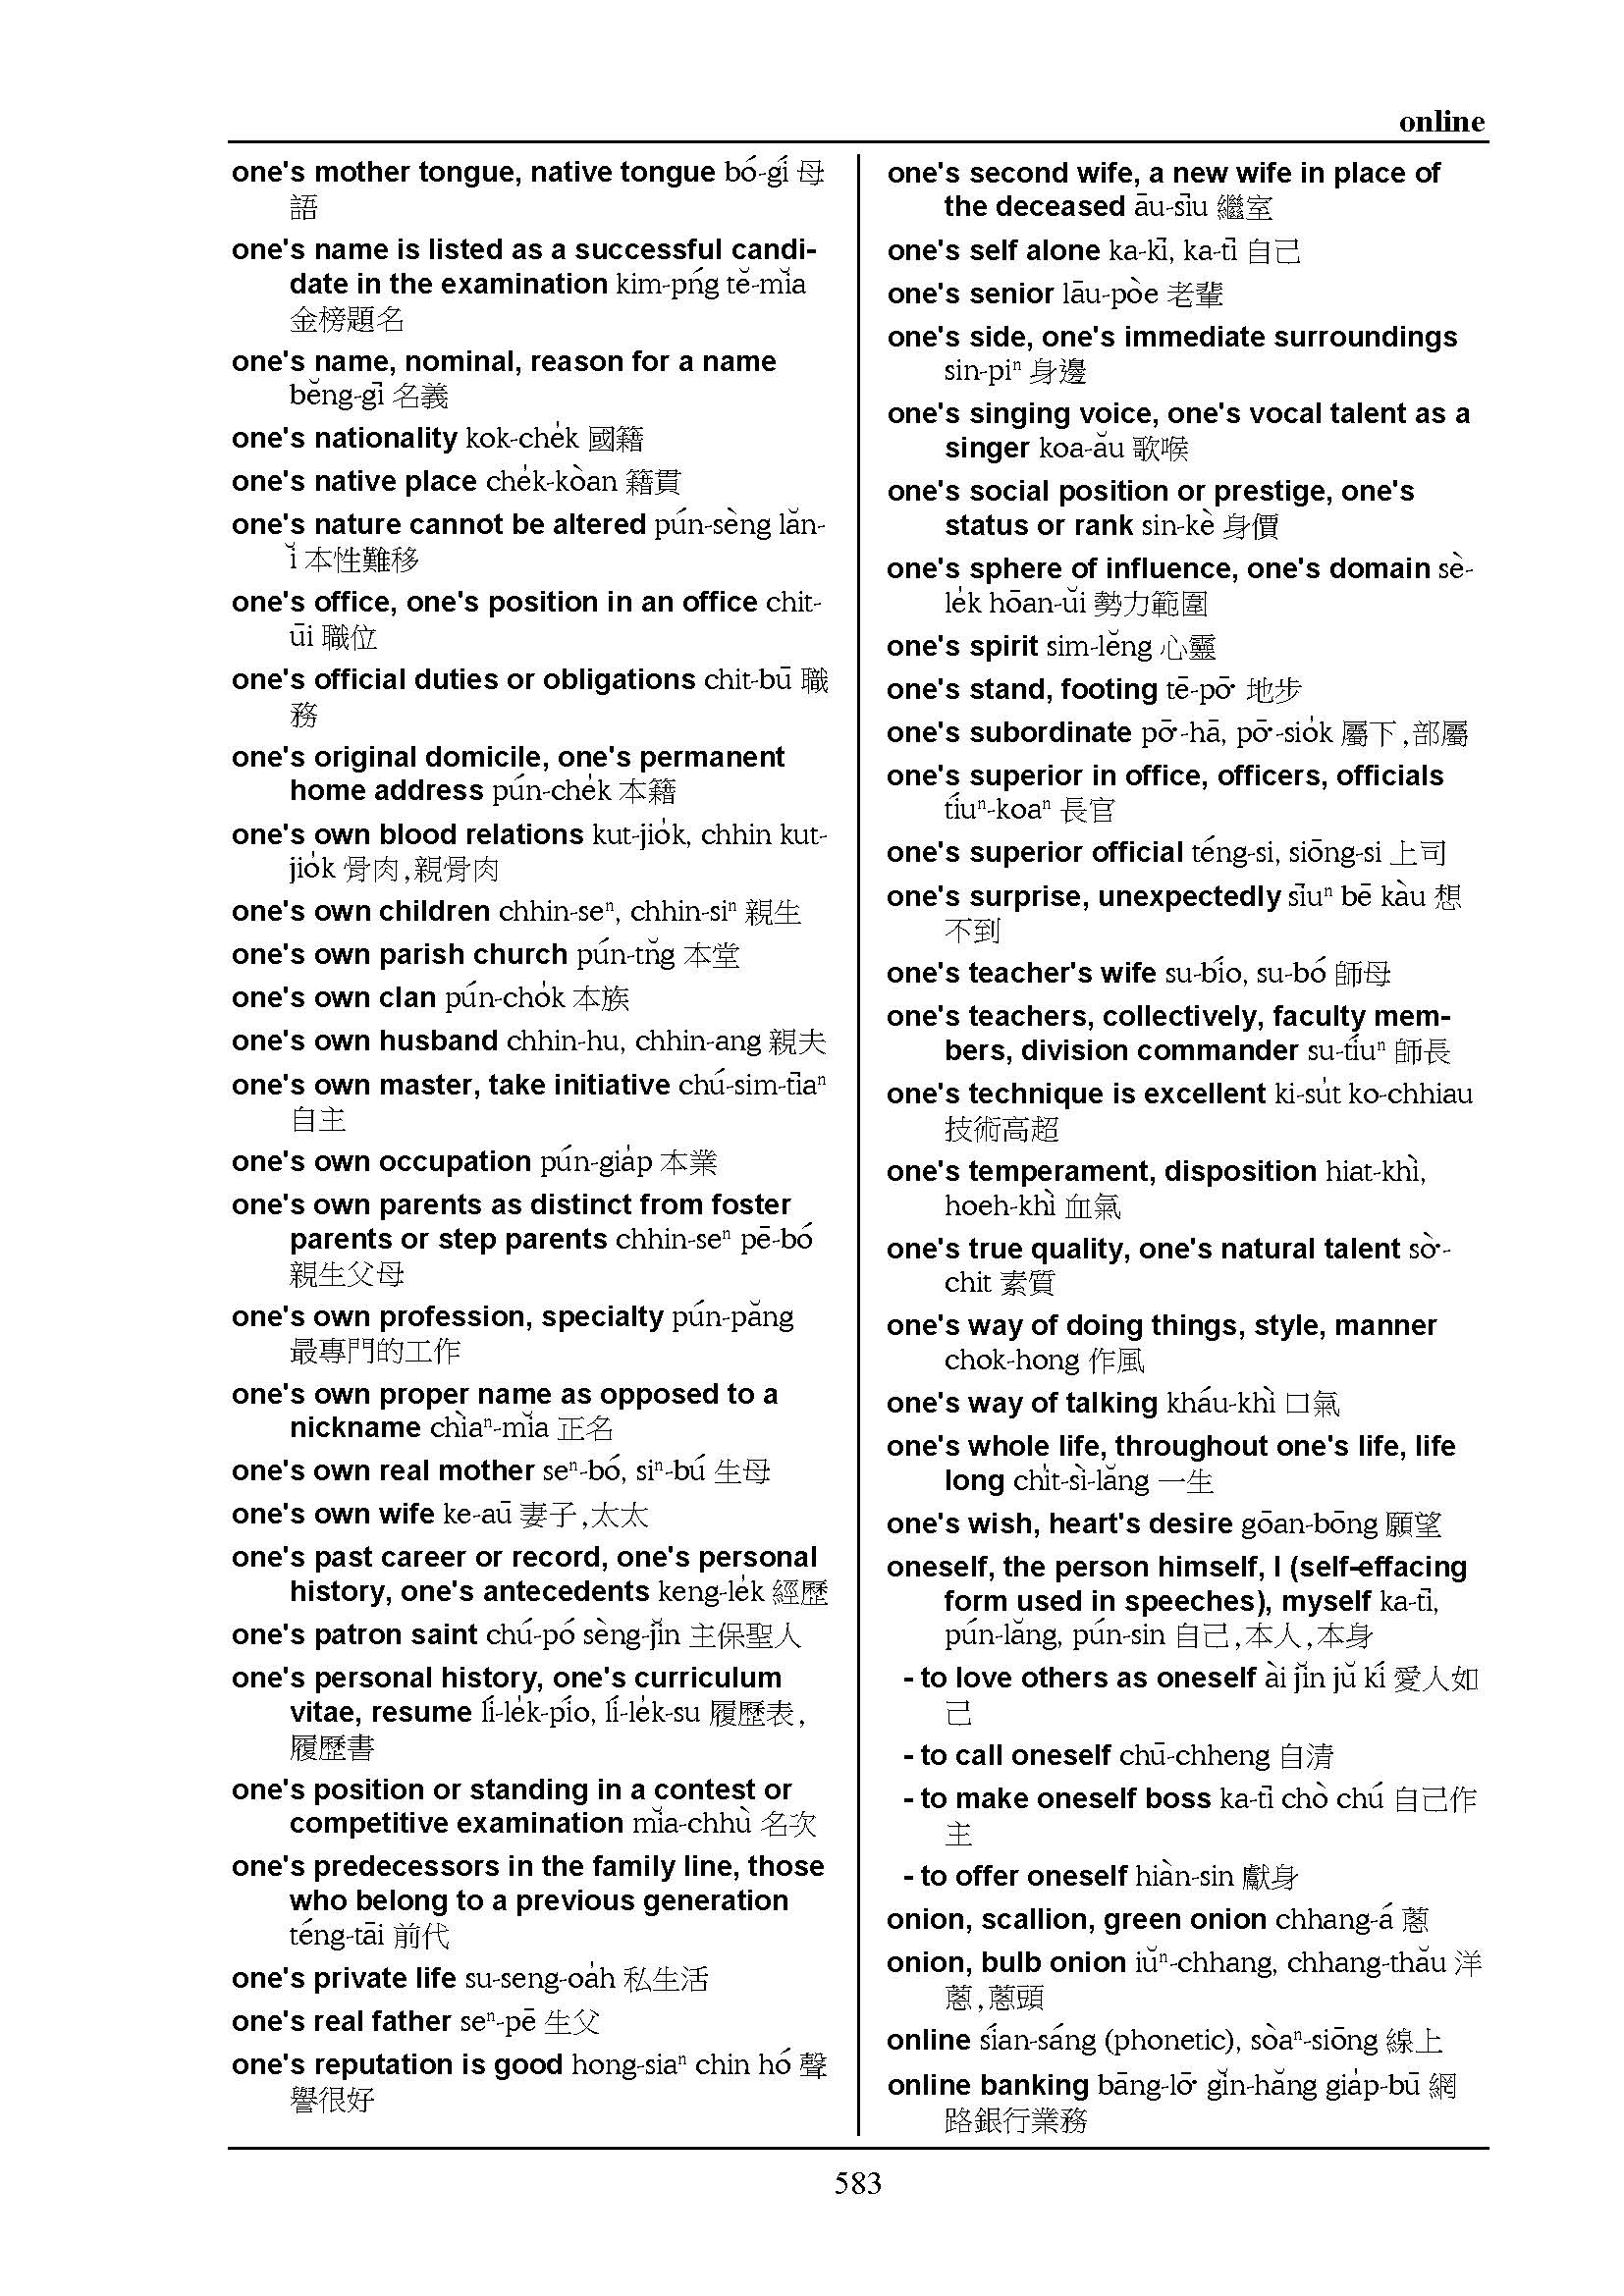 online
one's mother tongue, native tongue bó-gí 母
語
one's name is listed as a successful candi-
date in the examination kim-pńg tĕ-mĭa
金榜題名
one's name, nominal, reason for a name
bĕng-gī 名義
one's nationality kok-che̍k 國籍
one's native place che̍k-kòan 籍貫
one's nature cannot be altered pún-sèng lăn-
ĭ 本性難移
one's office, one's position in an office chit-
ūi 職位
one's official duties or obligations chit-bū 職
務
one's original domicile, one's permanent
home address pún-che̍k 本籍
one's own blood relations kut-jio̍k, chhin kut-
jio̍k 骨肉,親骨肉
one's own children chhin-seⁿ, chhin-siⁿ 親生
one's own parish church pún-tn̆g 本堂
one's own clan pún-cho̍k 本族
one's own husband chhin-hu, chhin-ang 親夫
one's own master, take initiative chú-sim-tīaⁿ
自主
one's own occupation pún-gia̍p 本業
one's own parents as distinct from foster
parents or step parents chhin-seⁿ pē-bó
親生父母
one's own profession, specialty pún-păng
最專門的工作
one's own proper name as opposed to a
nickname chìaⁿ-mĭa 正名
one's own real mother seⁿ-bó, siⁿ-bú 生母
one's own wife ke-aū 妻子,太太
one's past career or record, one's personal
history, one's antecedents keng-le̍k 經歷
one's patron saint chú-pó sèng-jĭn 主保聖人
one's personal history, one's curriculum
vitae, resume lí-le̍k-pío, lí-le̍k-su 履歷表,
履歷書
one's position or standing in a contest or
competitive examination mĭa-chhù 名次
one's predecessors in the family line, those
who belong to a previous generation
téng-tāi 前代
one's private life su-seng-oa̍h 私生活
one's real father seⁿ-pē 生父
one's reputation is good hong-siaⁿ chin hó 聲
譽很好
one's second wife, a new wife in place of
the deceased āu-sīu 繼室
one's self alone ka-kī, ka-tī 自己
one's senior lāu-pòe 老輩
one's side, one's immediate surroundings
sin-piⁿ 身邊
one's singing voice, one's vocal talent as a
singer koa-ău 歌喉
one's social position or prestige, one's
status or rank sin-kè 身價
one's sphere of influence, one's domain sè-
le̍k hōan-ŭi 勢力範圍
one's spirit sim-lĕng 心靈
one's stand, footing tē-pō͘ 地步
one's subordinate pō͘-hā, pō͘-sio̍k 屬下,部屬
one's superior in office, officers, officials
tíuⁿ-koaⁿ 長官
one's superior official téng-si, siōng-si 上司
one's surprise, unexpectedly sīuⁿ bē kàu 想
不到
one's teacher's wife su-bío, su-bó 師母
one's teachers, collectively, faculty mem-
bers, division commander su-tíuⁿ 師長
one's technique is excellent ki-su̍t ko-chhiau
技術高超
one's temperament, disposition hiat-khì,
hoeh-khì 血氣
one's true quality, one's natural talent sò͘-
chit 素質
one's way of doing things, style, manner
chok-hong 作風
one's way of talking kháu-khì 口氣
one's whole life, throughout one's life, life
long chi̍t-sì-lăng 一生
one's wish, heart's desire gōan-bōng 願望
oneself, the person himself, I (self-effacing
form used in speeches), myself ka-tī,
pún-lăng, pún-sin 自己,本人,本身
- to love others as oneself ài jĭn jŭ kí 愛人如
己
- to call oneself chū-chheng 自清
- to make oneself boss ka-tī chò chú 自己作
主
- to offer oneself hiàn-sin 獻身
onion, scallion, green onion chhang-á 蔥
onion, bulb onion iŭⁿ-chhang, chhang-thău 洋
蔥,蔥頭
online sían-sáng (phonetic), sòaⁿ-siōng 線上
online banking bāng-lō͘ gĭn-hăng gia̍p-bū 網
路銀行業務
583